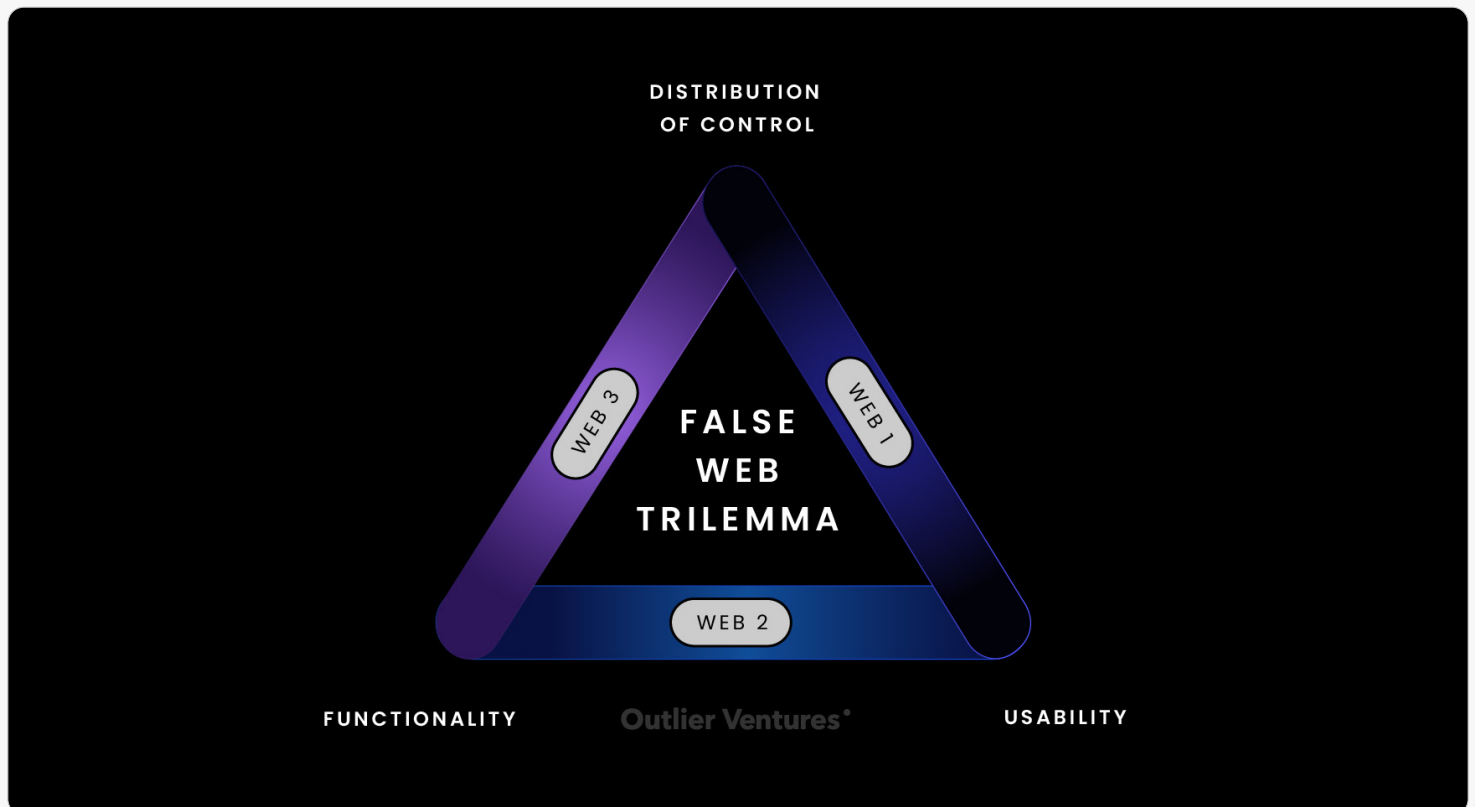 DISTRIBUTION
OF CONTROL
WEB 3
WEB 1
FALSE
WEB
TRILEMMA
WEB 2
FUNCTIONALITY
Outlier Ventures
USABILITY